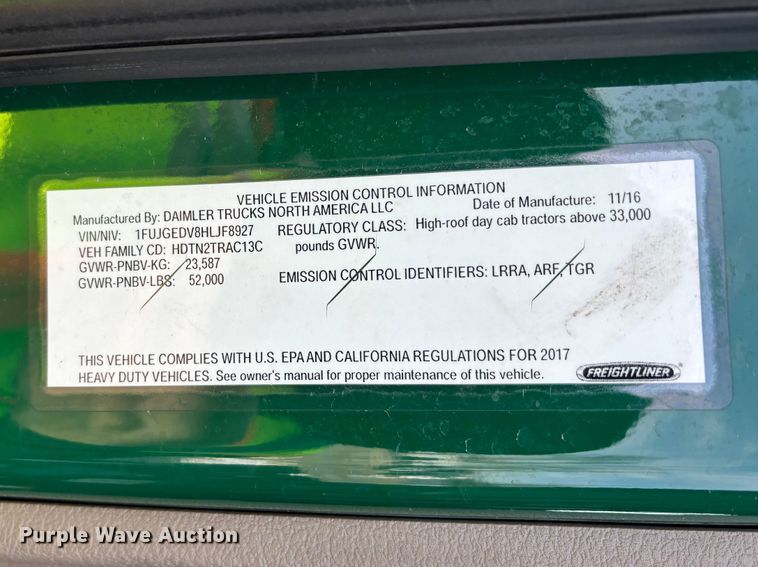 VEHICLE EMISSION CONTROL INFORMATION
Manufactured By: DAIMLER TRUCKS NORTH AMERICA LLC Date of Manufacture: 11/16
VIN/NIV: 1FUJGEDV8HLJF8927 REGULATORY CLASS: High-roof day cab tractors above 33,000
VEH FAMILY CD: HDTN2TRAC13C pounds GVWR.
GVWR-PNBV-KG: 23,587
GVWR-PNBV-LBS: 52,000 EMISSION CONTROL IDENTIFIERS: LRRA, ARF, TGR
THIS VEHICLE COMPLIES WITH U.S. EPA AND CALIFORNIA REGULATIONS FOR 2017
HEAVY DUTY VEHICLES. See owner's manual for proper maintenance of this vehicle.
FREIGHTLINER
Purple Wave Auction